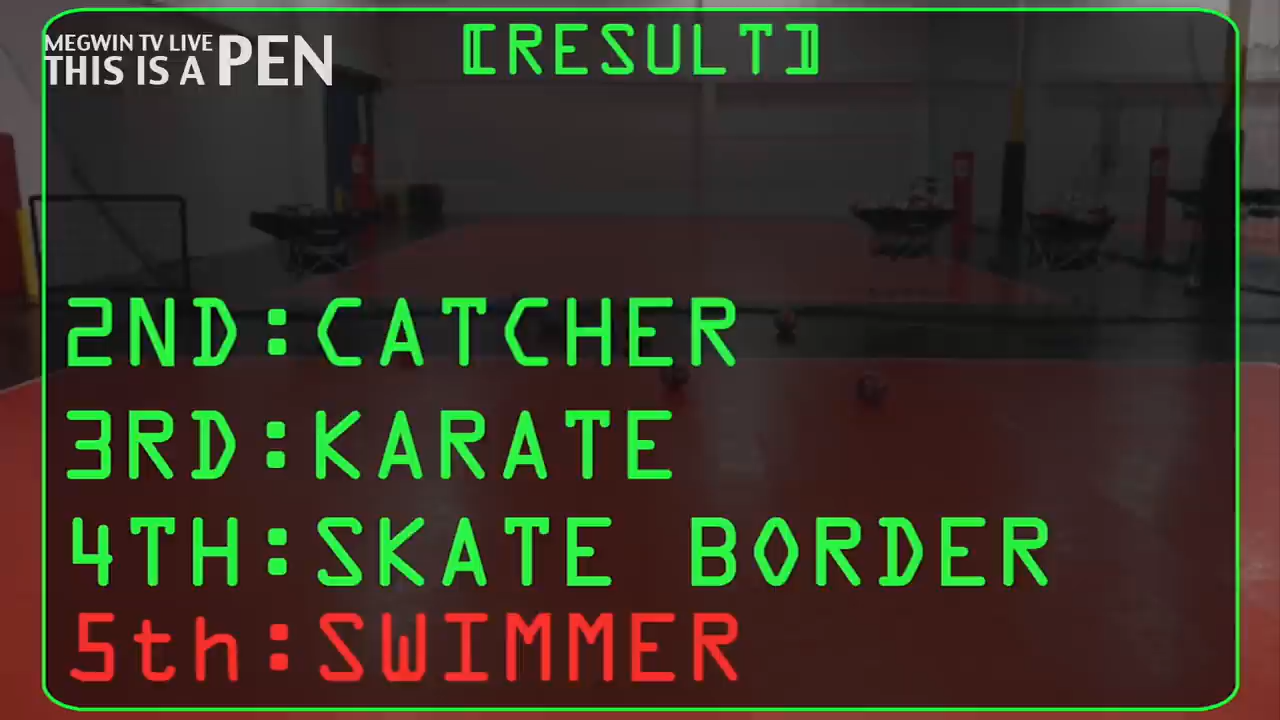 MEGWIN TV LIVE
THIS IS A PEN
[RESULT]
2ND:CATCHER
3RD:KARATE
4TH:SKATE BORDER
5th:SWIMMER